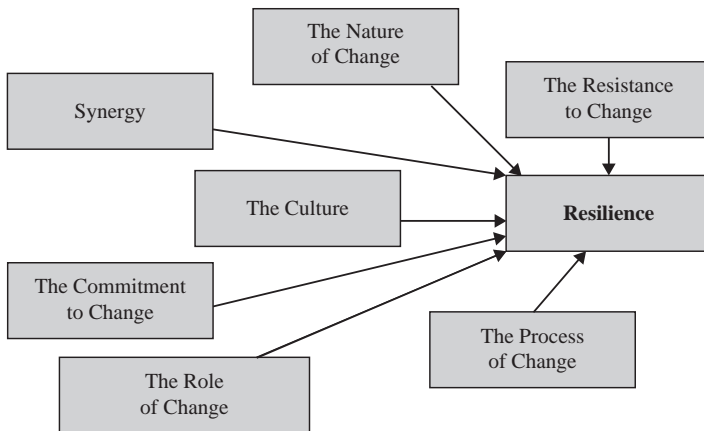 The Nature
of Change
The Resistance
to Change
Synergy
The Culture
Resilience
The Commitment
to Change
The Process
of Change
The Role
of Change